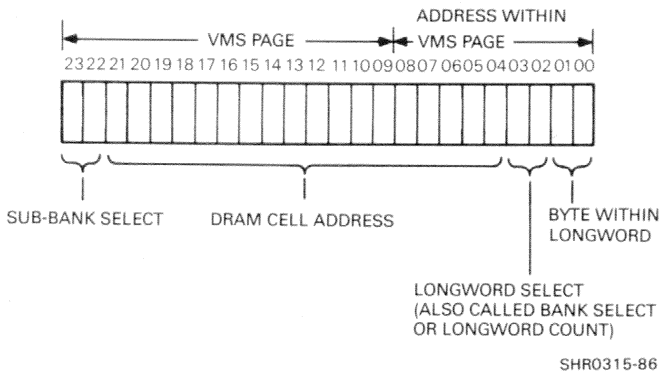 ADDRESS WITHIN
VMS PAGE VMS PAGE
23 22 21 20 19 18 17 16 15 14 13 12 11 10 09 08 07 06 05 04 03 02 01 00
SUB-BANK SELECT DRAM CELL ADDRESS BYTE WITHIN
LONGWORD
LONGWORD SELECT
(ALSO CALLED BANK SELECT
OR LONGWORD COUNT)
SHR0315-86